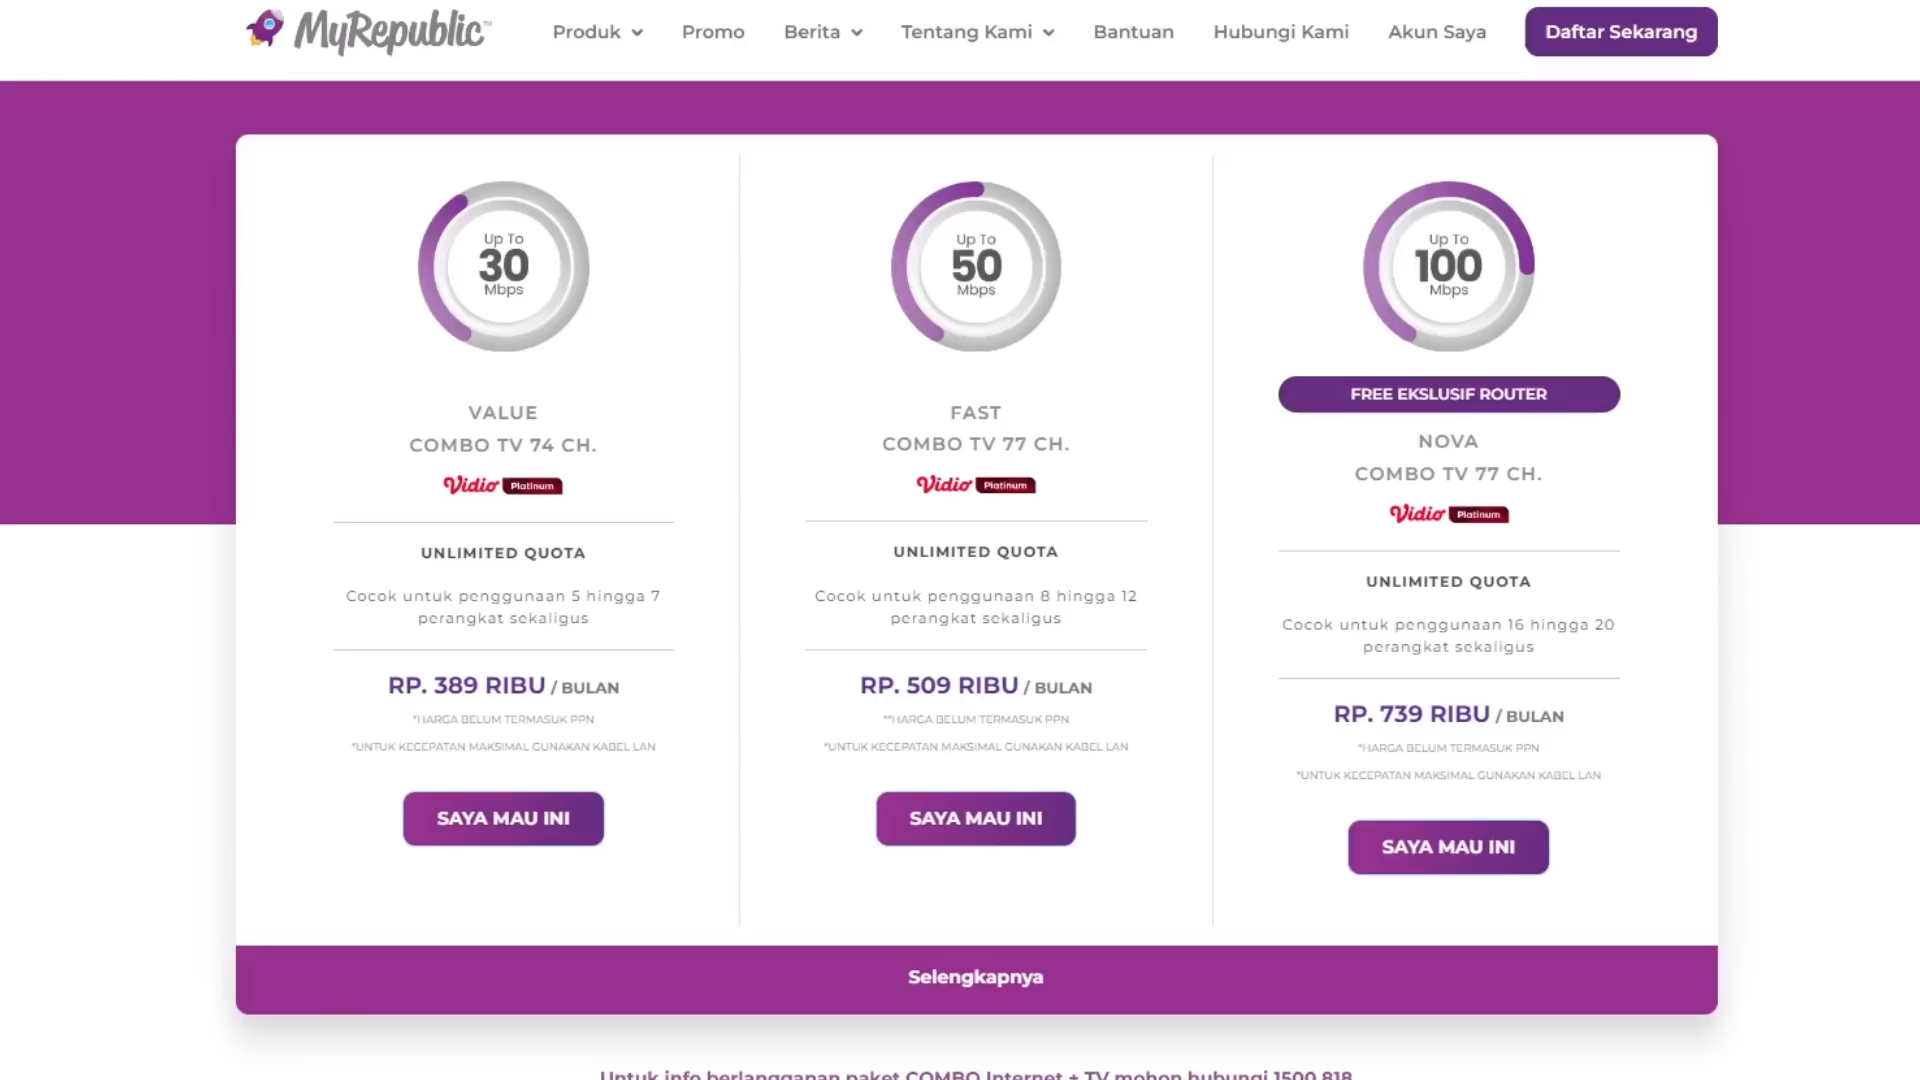 MyRepublic™
Produk
Promo
Berita
Tentang Kami
Bantuan
Hubungi Kami
Akun Saya
Daftar Sekarang
Up To
30
Mbps
VALUE
COMBO TV 74 CH.
Vidio Platinum
UNLIMITED QUOTA
Cocok untuk penggunaan 5 hingga 7
perangkat sekaligus
RP. 389 RIBU / BULAN
*HARGA BELUM TERMASUK PPN
*UNTUK KECEPATAN MAKSIMAL GUNAKAN KABEL LAN
SAYA MAU INI
Up To
50
Mbps
FAST
COMBO TV 77 CH.
Vidio Platinum
UNLIMITED QUOTA
Cocok untuk penggunaan 8 hingga 12
perangkat sekaligus
RP. 509 RIBU / BULAN
**HARGA BELUM TERMASUK PPN
*UNTUK KECEPATAN MAKSIMAL GUNAKAN KABEL LAN
SAYA MAU INI
Up To
100
Mbps
FREE EKSLUSIF ROUTER
NOVA
COMBO TV 77 CH.
Vidio Platinum
UNLIMITED QUOTA
Cocok untuk penggunaan 16 hingga 20
perangkat sekaligus
RP. 739 RIBU / BULAN
*HARGA BELUM TERMASUK PPN
*UNTUK KECEPATAN MAKSIMAL GUNAKAN KABEL LAN
SAYA MAU INI
Selengkapnya
Untuk info berlangganan paket COMBO Internet + TV mohon hubungi 1500 818